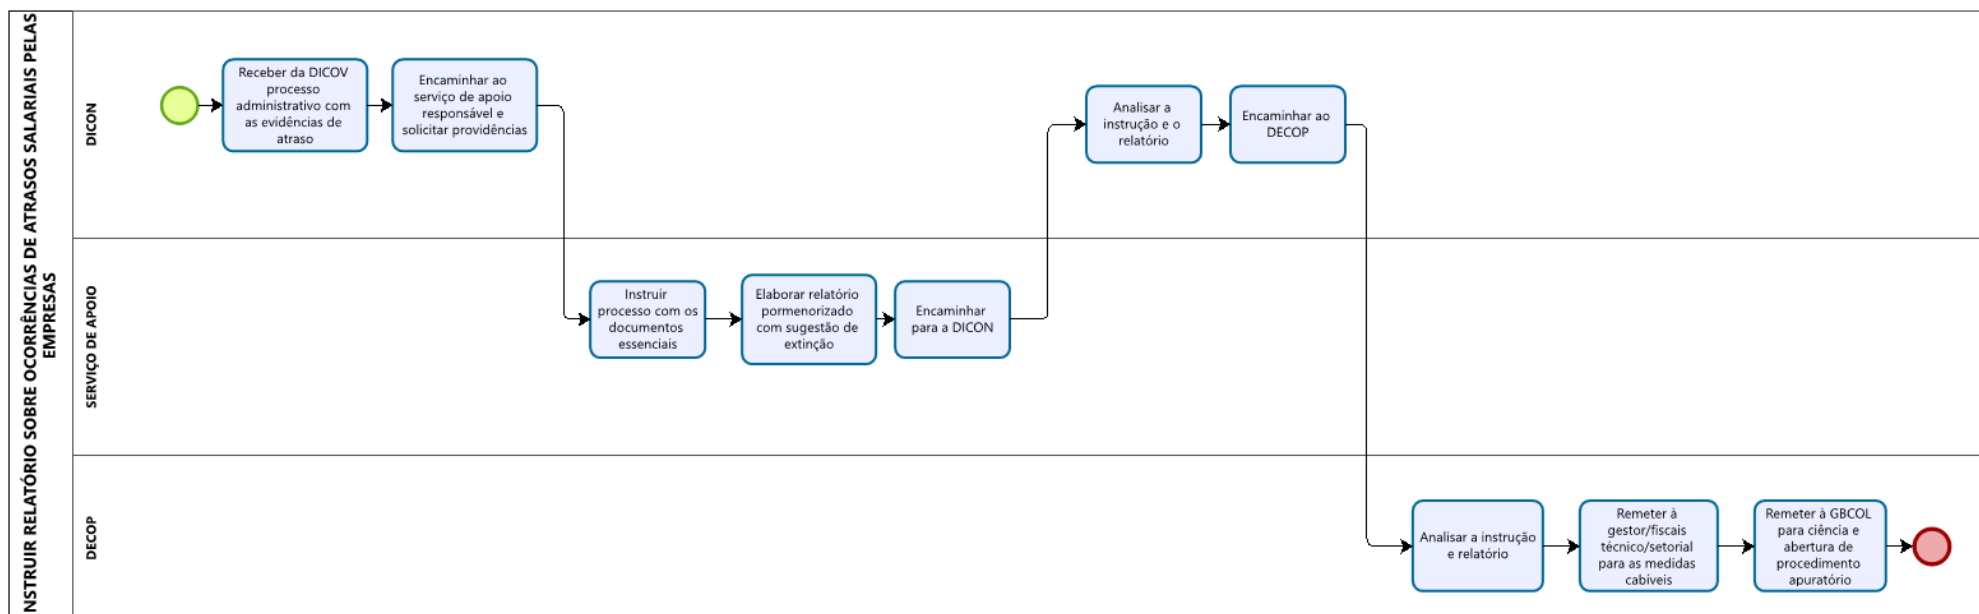 NSTRUIR RELATÓRIO SOBRE OCORRÊNCIAS DE ATRASOS SALARIAIS PELAS
EMPRESAS
DICON
Receber da DICOV
processo
administrativo com
as evidências de
atraso
Encaminhar ao
serviço de apoio
responsável e
solicitar providências
Analisar a
instrução e o
relatório
Encaminhar ao
DECOP
SERVIÇO DE APOIO
Instruir
processo com os
documentos
essenciais
Elaborar relatório
pormenorizado
com sugestão de
extinção
Encaminhar
para a DICON
DECOP
Analisar a instrução
e relatório
Remeter à
gestor/fiscais
técnico/setorial
para as medidas
cabíveis
Remeter à GBCOL
para ciência e
abertura de
procedimento
apuratório